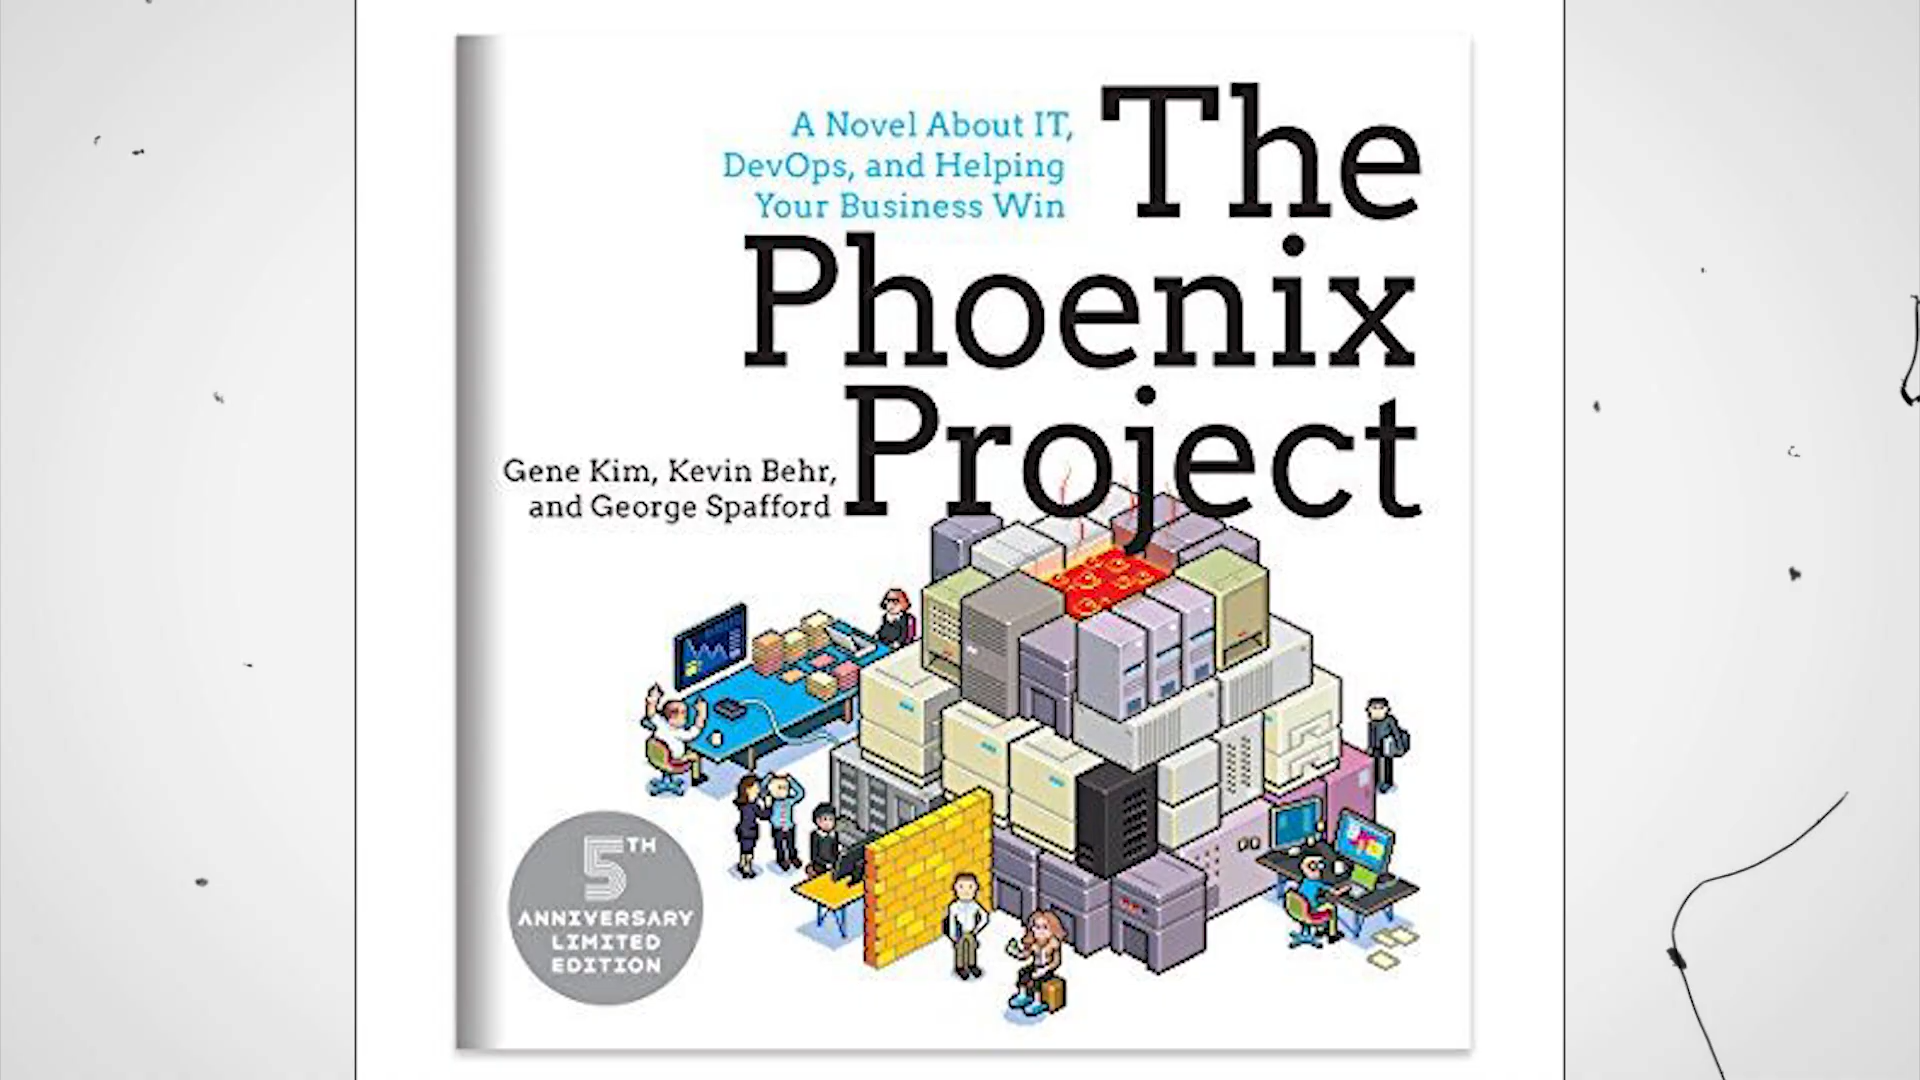 A Novel About IT,
DevOps, and Helping
Your Business Win
The
Phoenix
Project
Gene Kim, Kevin Behr,
and George Spafford
5TH
ANNIVERSARY
LIMITED
EDITION